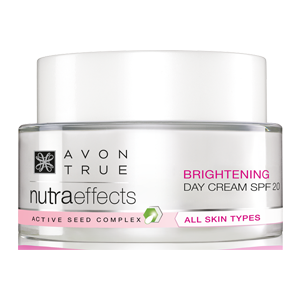 AVON
TRUE
nutraeffects
ACTIVE SEED COMPLEX
BRIGHTENING
DAY CREAM SPF 20
ALL SKIN TYPES